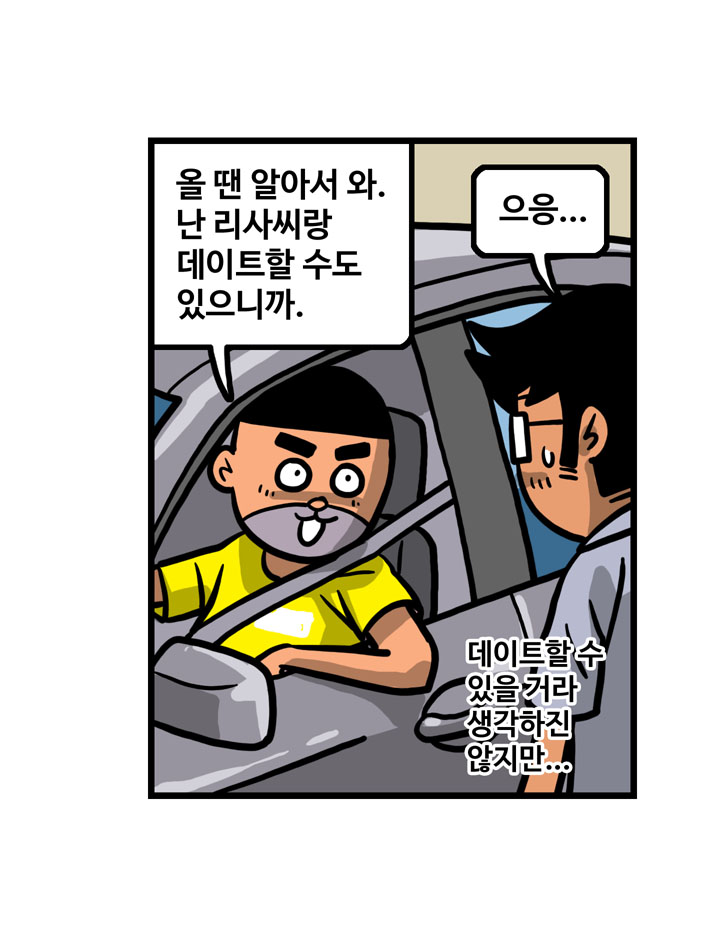 올 땐 알아서 와.
난 리사씨랑
데이트할 수도
있으니까.
으응...
데이트할 수
있을 거라
생각하진
않지만...